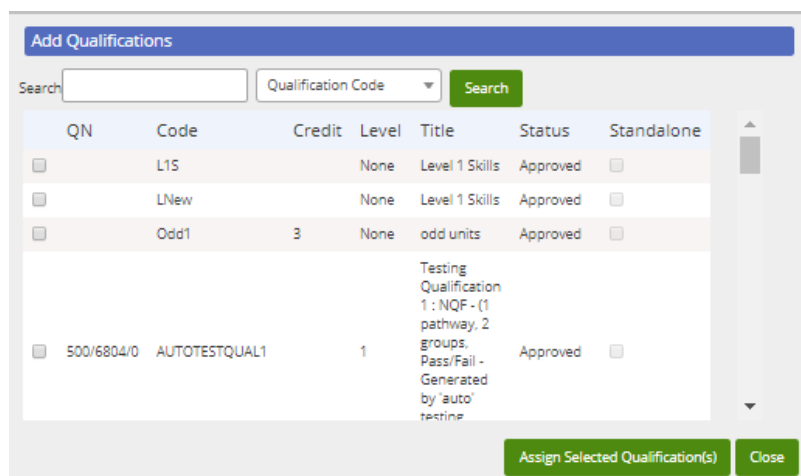 Add Qualifications
Search Qualification Code Search
QN Code Credit Level Title Status Standalone
L1S None Level 1 Skills Approved
LNew None Level 1 Skills Approved
Odd1 3 None odd units Approved
500/6804/0 AUTOTESTQUAL1 1 Testing
Qualification
1 : NQF - (1
pathway, 2
groups,
Pass/Fail -
Generated
by 'auto'
testing
Approved
Assign Selected Qualification(s) Close